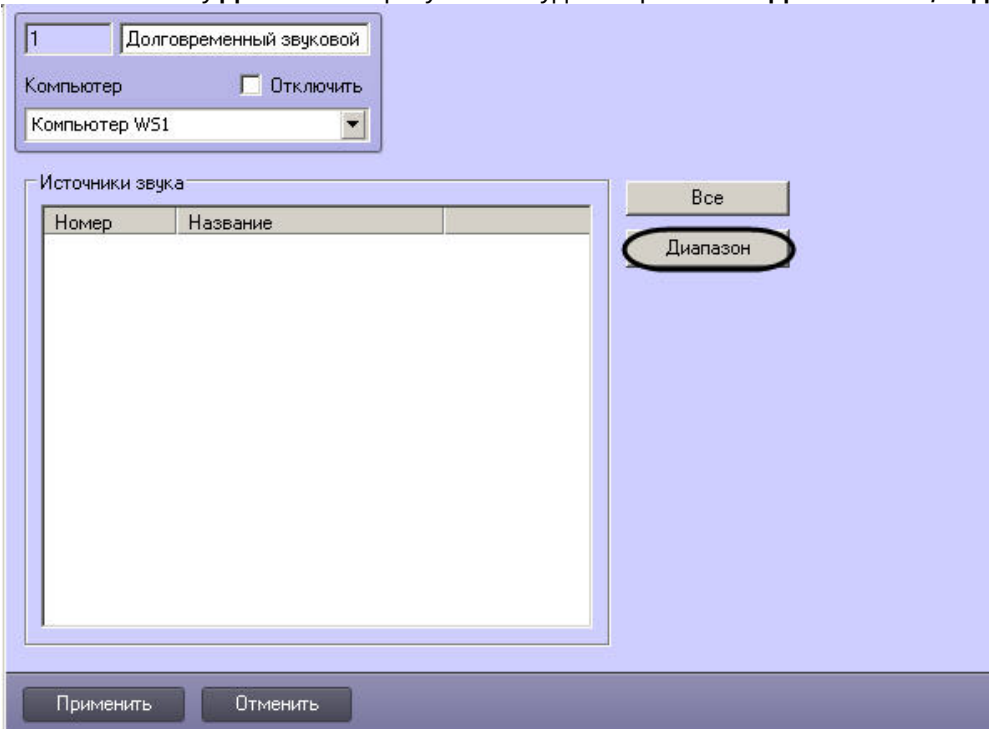 1 Долговременный звуковой
Компьютер Отключить
Компьютер WS1
Источники звука
Номер Название
Все
Диапазон
Применить Отменить